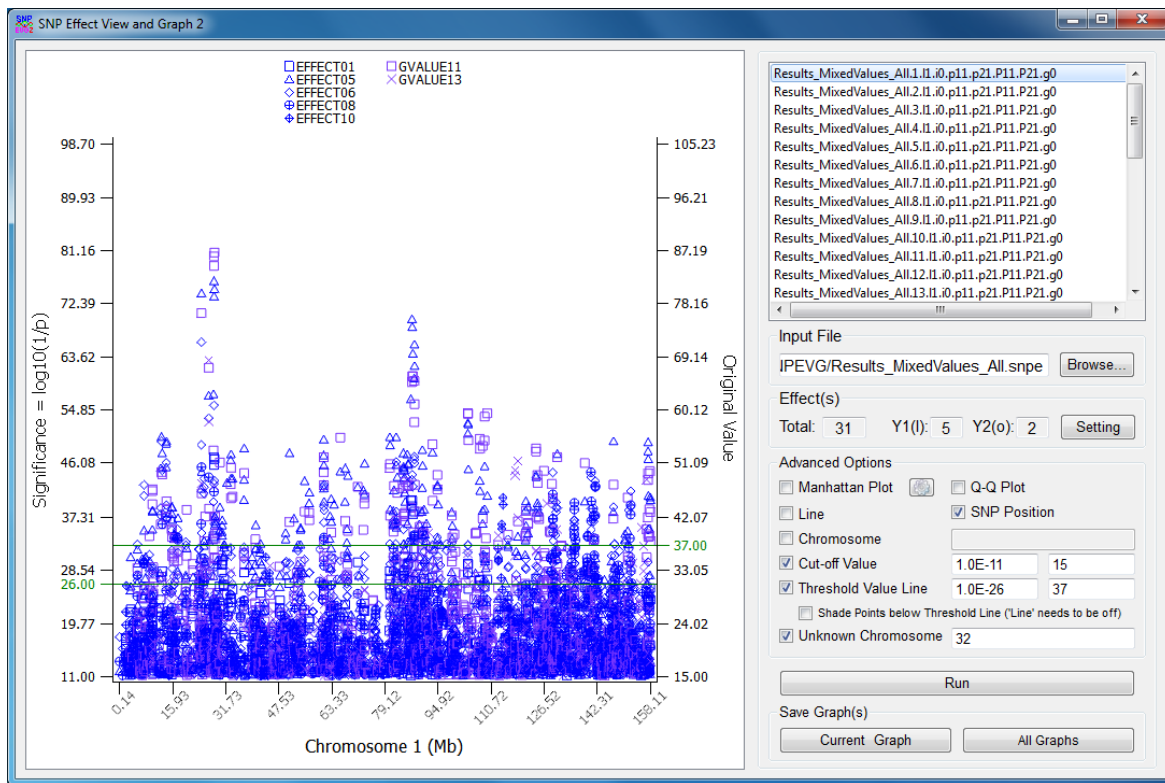 SNP Effect View and Graph 2
EFFECT01
EFFECT05
EFFECT06
EFFECT08
EFFECT10
GVALUE11
GVALUE13
Significance = log10(1/p)
98.70
89.93
81.16
72.39
63.62
54.85
46.08
37.31
28.54
26.00
19.77
11.00
105.23
96.21
87.19
78.16
69.14
60.12
51.09
42.07
37.00
33.05
24.02
15.00
Original Value
0.14
15.93
31.73
47.53
63.33
79.12
94.92
110.72
126.52
142.31
158.11
Chromosome 1 (Mb)
Results_MixedValues_All.1.l1.i0.p11.p21.P11.P21.g0
Results_MixedValues_All.2.l1.i0.p11.p21.P11.P21.g0
Results_MixedValues_All.3.l1.i0.p11.p21.P11.P21.g0
Results_MixedValues_All.4.l1.i0.p11.p21.P11.P21.g0
Results_MixedValues_All.5.l1.i0.p11.p21.P11.P21.g0
Results_MixedValues_All.6.l1.i0.p11.p21.P11.P21.g0
Results_MixedValues_All.7.l1.i0.p11.p21.P11.P21.g0
Results_MixedValues_All.8.l1.i0.p11.p21.P11.P21.g0
Results_MixedValues_All.9.l1.i0.p11.p21.P11.P21.g0
Results_MixedValues_All.10.l1.i0.p11.p21.P11.P21.g0
Results_MixedValues_All.11.l1.i0.p11.p21.P11.P21.g0
Results_MixedValues_All.12.l1.i0.p11.p21.P11.P21.g0
Results_MixedValues_All.13.l1.i0.p11.p21.P11.P21.g0
Input File
IPEVG/Results_MixedValues_All.snpe Browse...
Effect(s)
Total: 31 Y1(l): 5 Y2(o): 2 Setting
Advanced Options
Manhattan Plot Q-Q Plot
Line SNP Position
Chromosome
Cut-off Value 1.0E-11 15
Threshold Value Line 1.0E-26 37
Shade Points below Threshold Line ('Line' needs to be off)
Unknown Chromosome 32
Run
Save Graph(s)
Current Graph All Graphs